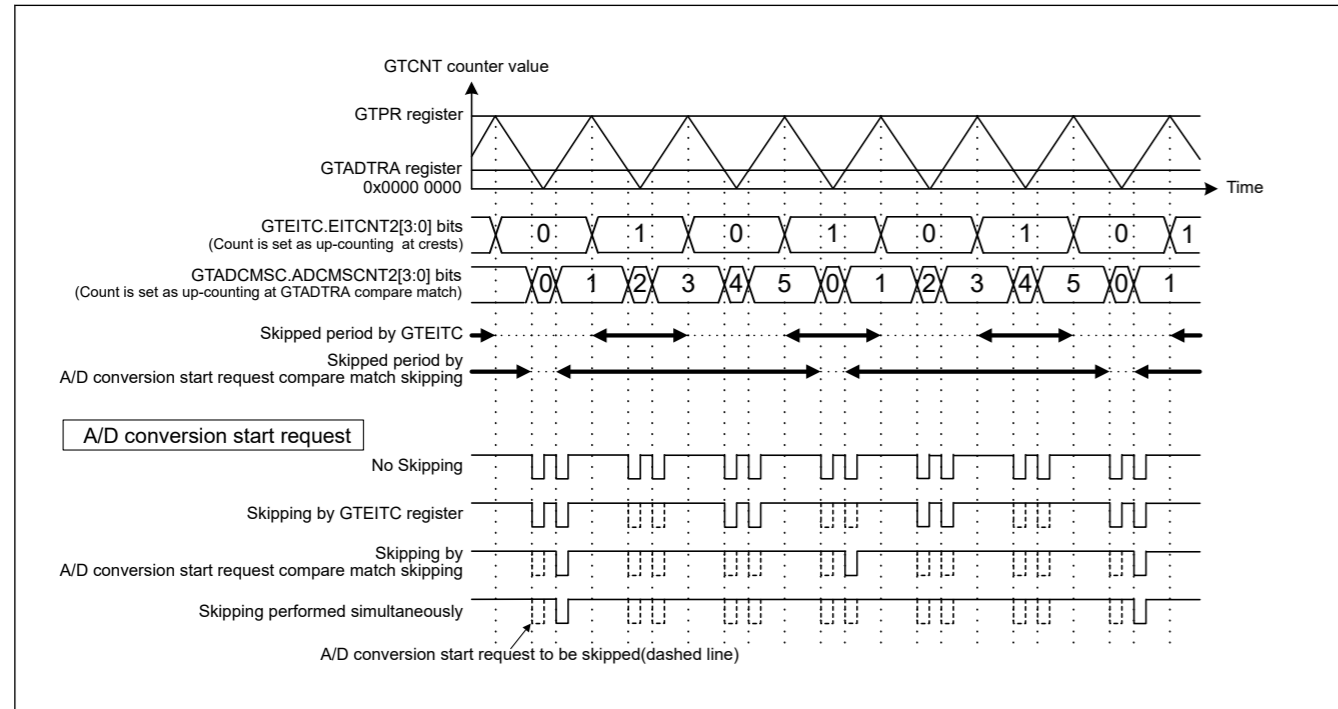 GTCNT counter value
GTPR register
GTADTRA register
0x0000 0000
Time
GTEITC.EITCNT2[3:0] bits
(Count is set as up-counting at crests)
0 1 0 1 0 1 0 1
GTADCMSC.ADCMSCNT2[3:0] bits
(Count is set as up-counting at GTADTRA compare match)
0 1 2 3 4 5 0 1 2 3 4 5 0 1
Skipped period by GTEITC
Skipped period by
A/D conversion start request compare match skipping
A/D conversion start request
No Skipping
Skipping by GTEITC register
Skipping by
A/D conversion start request compare match skipping
Skipping performed simultaneously
A/D conversion start request to be skipped(dashed line)